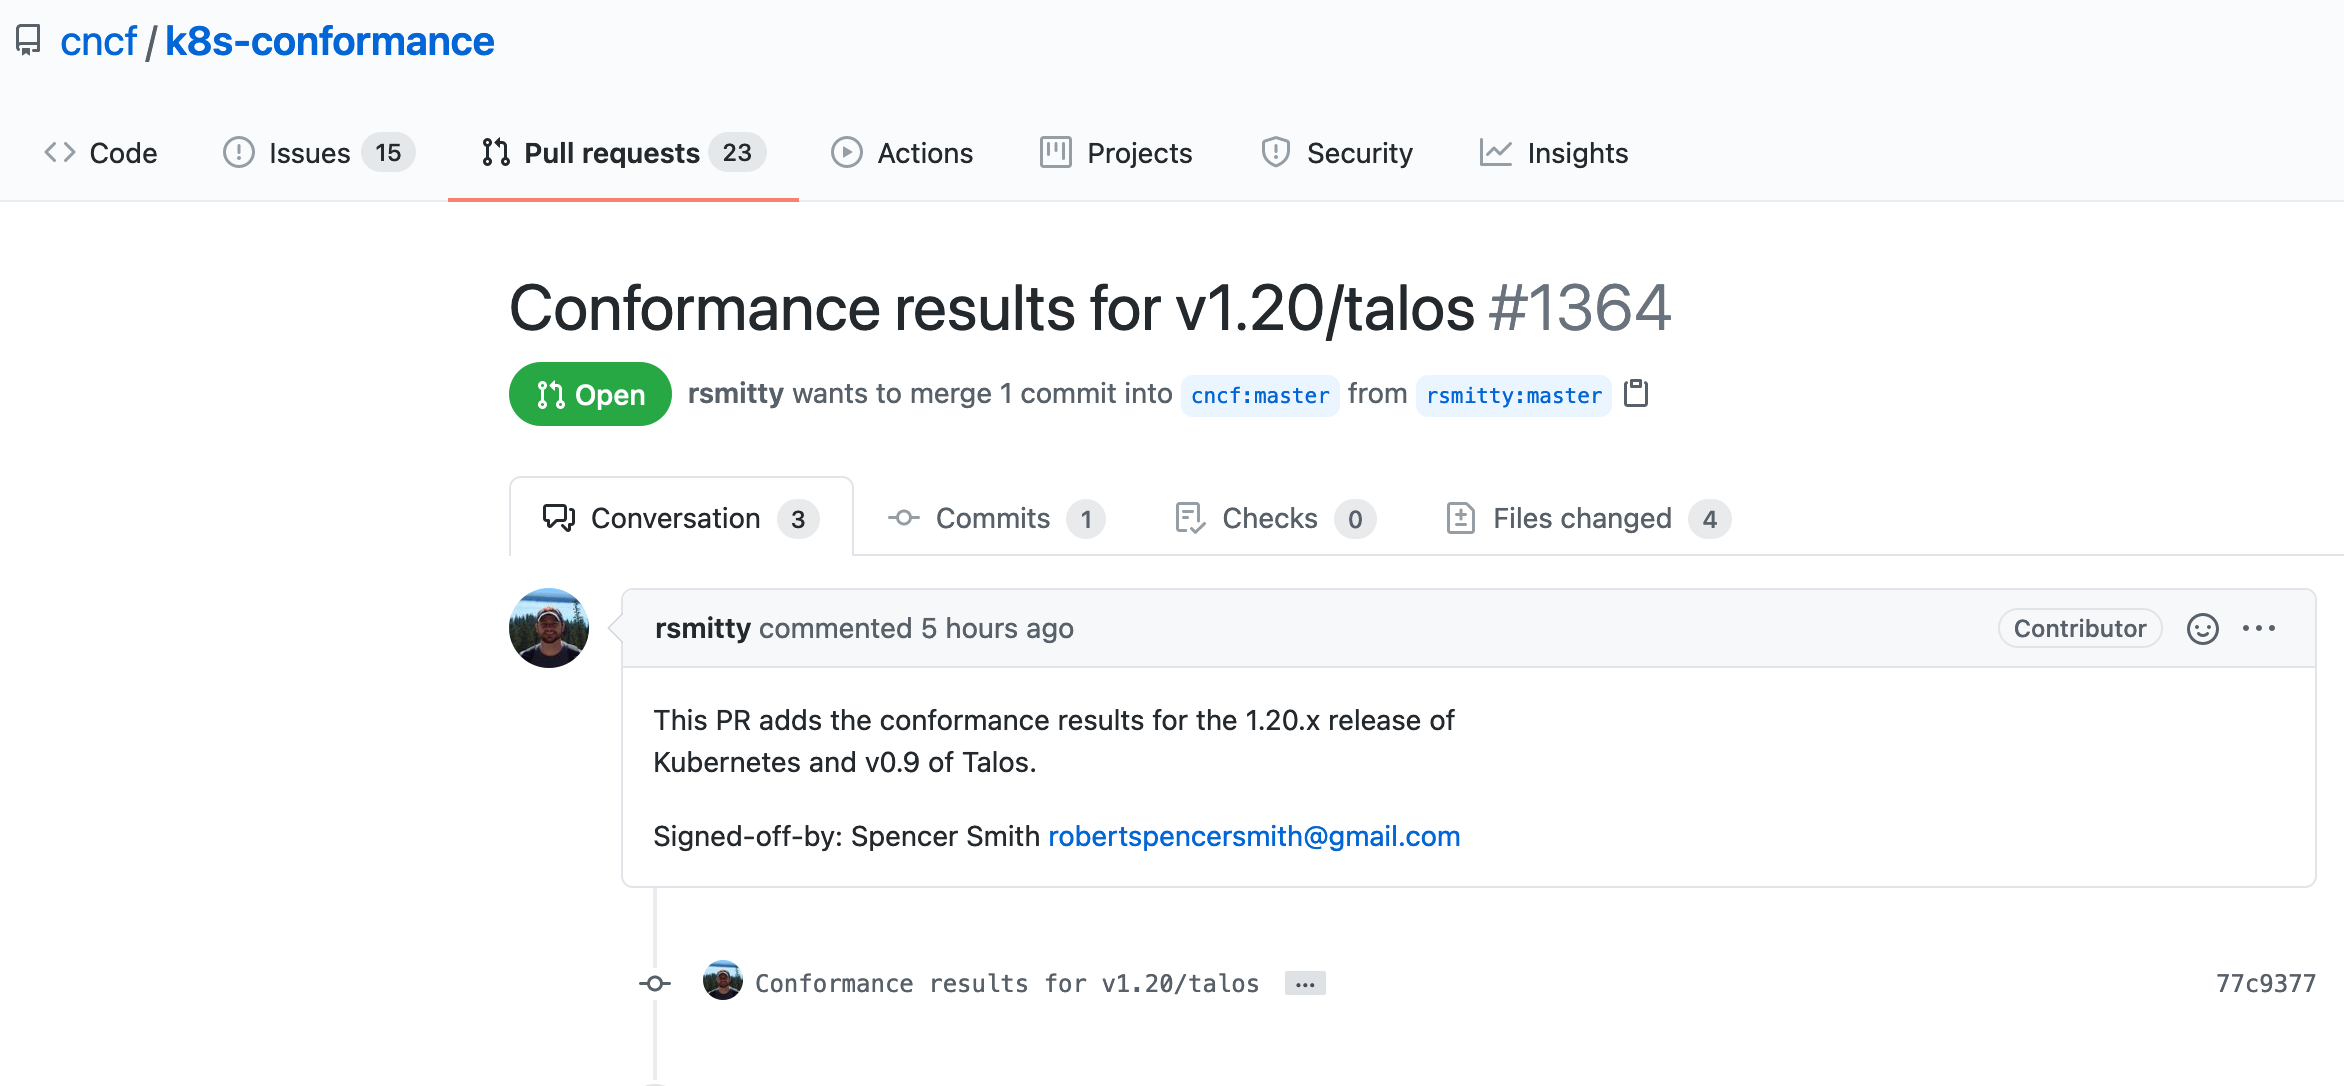 cncf / k8s-conformance
Code Issues 15 Pull requests 23 Actions Projects Security Insights
Conformance results for v1.20/talos #1364
Open rsmitty wants to merge 1 commit into cncf:master from rsmitty:master
Conversation 3 Commits 1 Checks 0 Files changed 4
rsmitty commented 5 hours ago Contributor
This PR adds the conformance results for the 1.20.x release of
Kubernetes and v0.9 of Talos.
Signed-off-by: Spencer Smith robertspencersmith@gmail.com
Conformance results for v1.20/talos … 77c9377